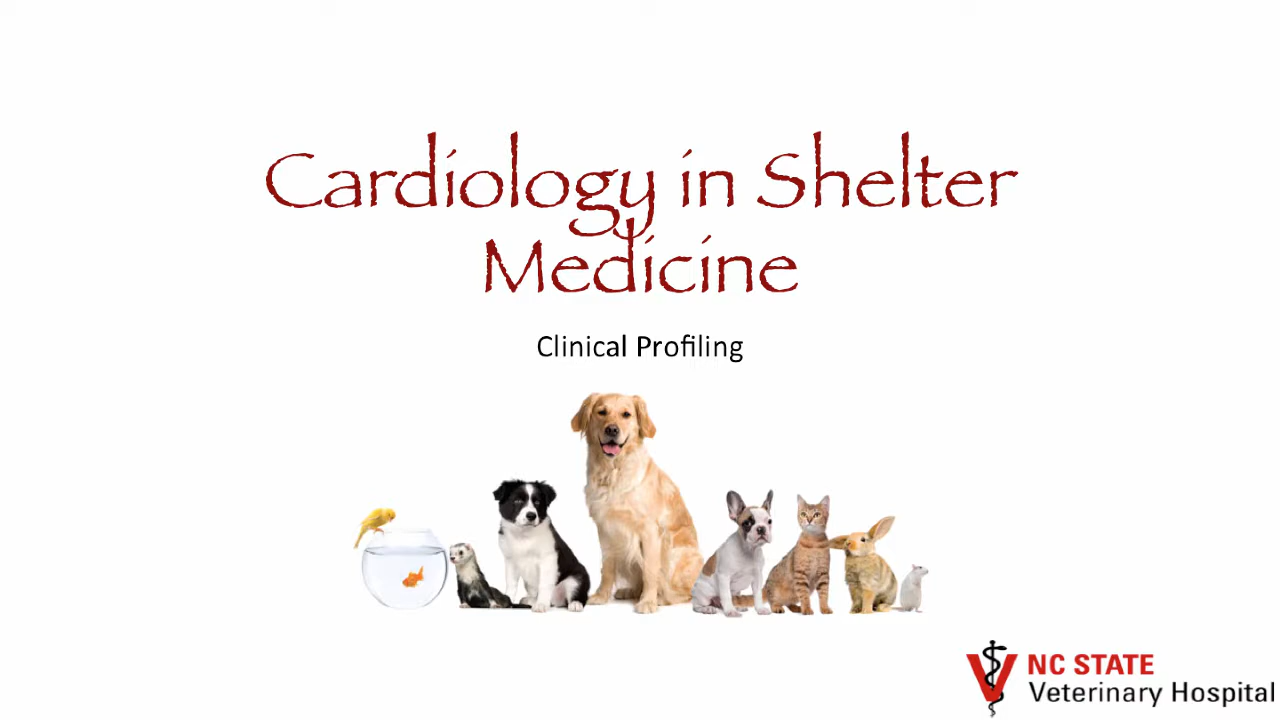 Cardiology in Shelter
Medicine
Clinical Profiling
NC STATE
Veterinary Hospital